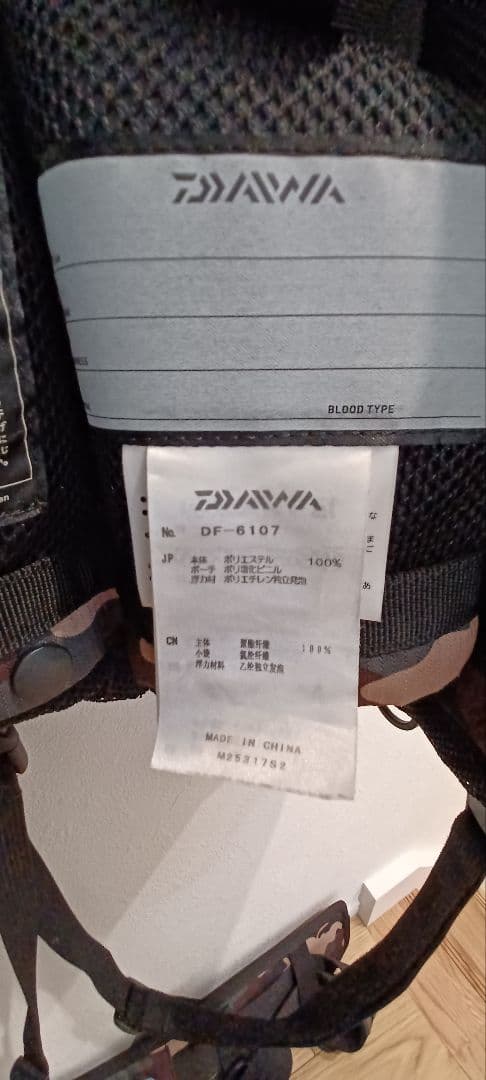 DAIWA
BLOOD TYPE
DAIWA
No. DF-6107
JP 本体 ポリエステル 100%
ポーチ ポリ塩化ビニル
浮力材 ポリエチレン独立発泡
CN 主体 聚酯纤维 100%
小袋 氯纶纤维
浮力材料 乙纶独立发泡
MADE IN CHINA
M25317S2